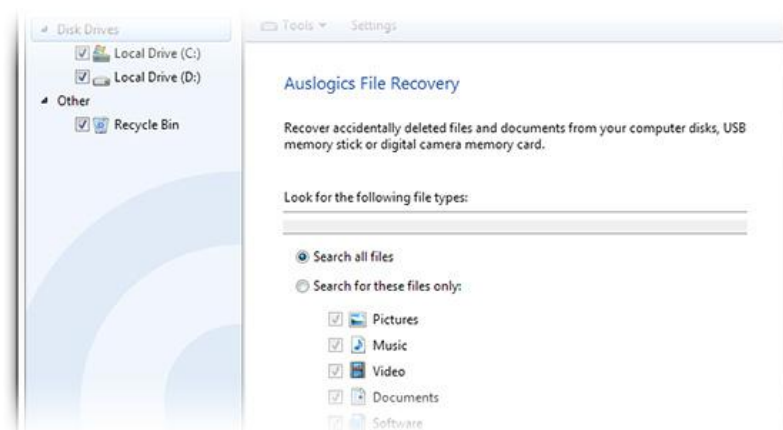 Disk Drives
Local Drive (C:)
Local Drive (D:)
Other
Recycle Bin
Tools Settings
Auslogics File Recovery
Recover accidentally deleted files and documents from your computer disks, USB
memory stick or digital camera memory card.
Look for the following file types:
Search all files
Search for these files only:
Pictures
Music
Video
Documents
Software